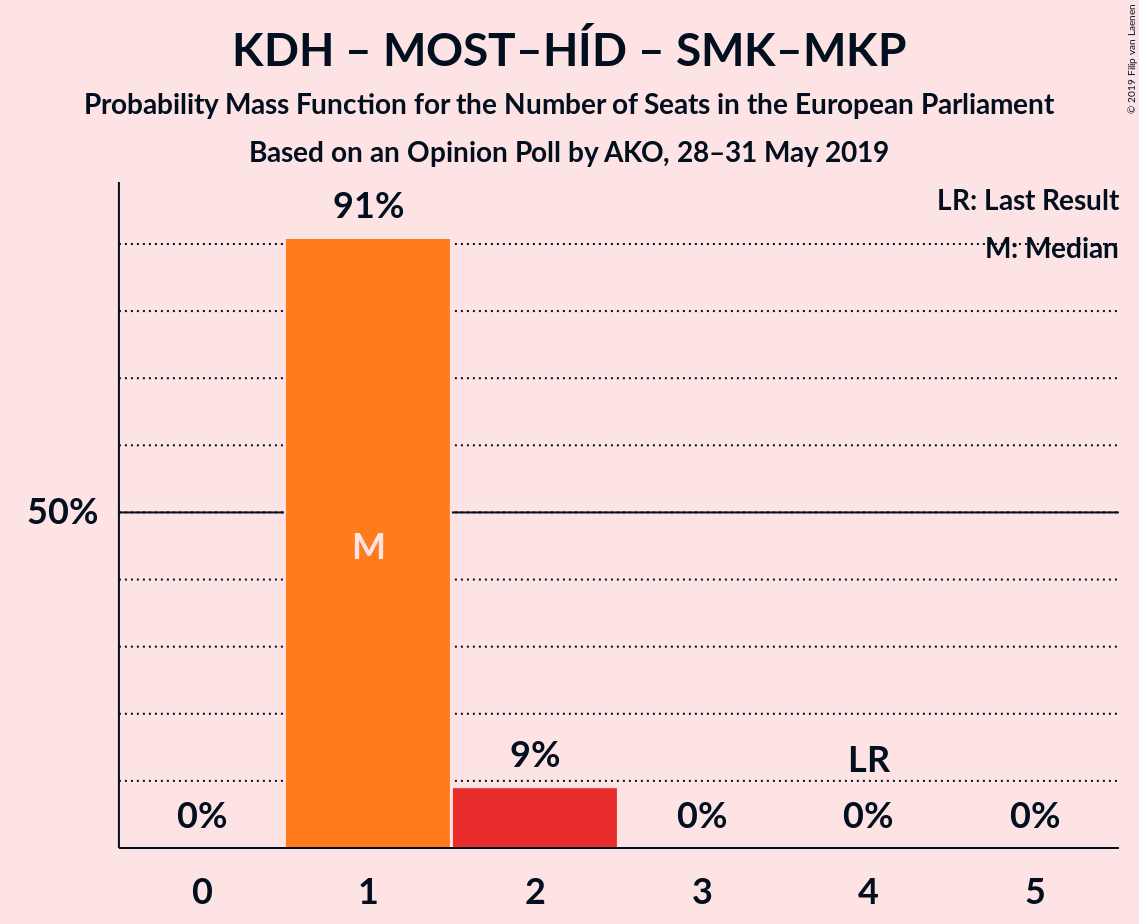 KDH – MOST–HÍD – SMK–MKP
Probability Mass Function for the Number of Seats in the European Parliament
Based on an Opinion Poll by AKO, 28–31 May 2019
© 2019 Filip van Laenen
LR: Last Result
M: Median
91%
50%
M
9%
LR
0%
0%
0%
0%
0 1 2 3 4 5